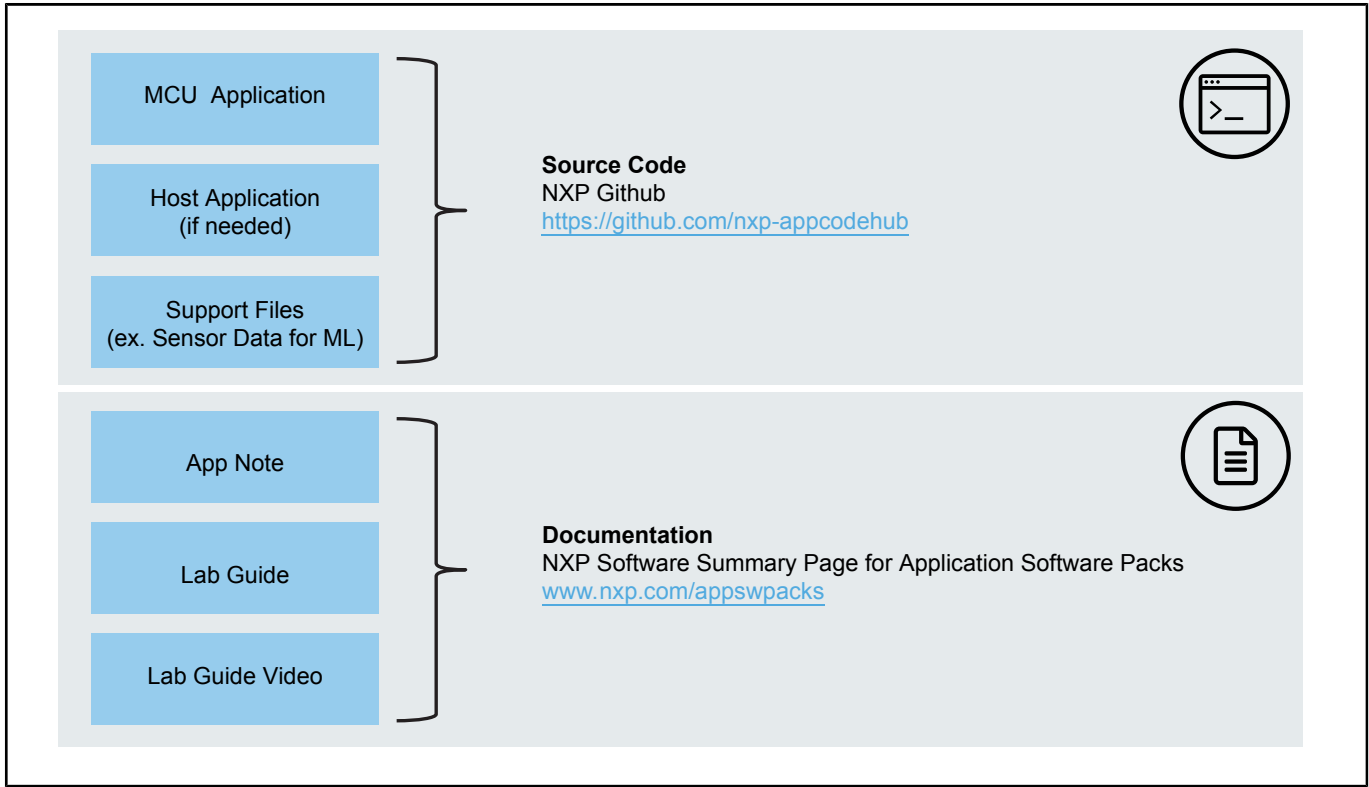 MCU Application
Host Application
(if needed)
Support Files
(ex. Sensor Data for ML)
Source Code
NXP Github
https://github.com/nxp-appcodehub
App Note
Lab Guide
Lab Guide Video
Documentation
NXP Software Summary Page for Application Software Packs
www.nxp.com/appswpacks